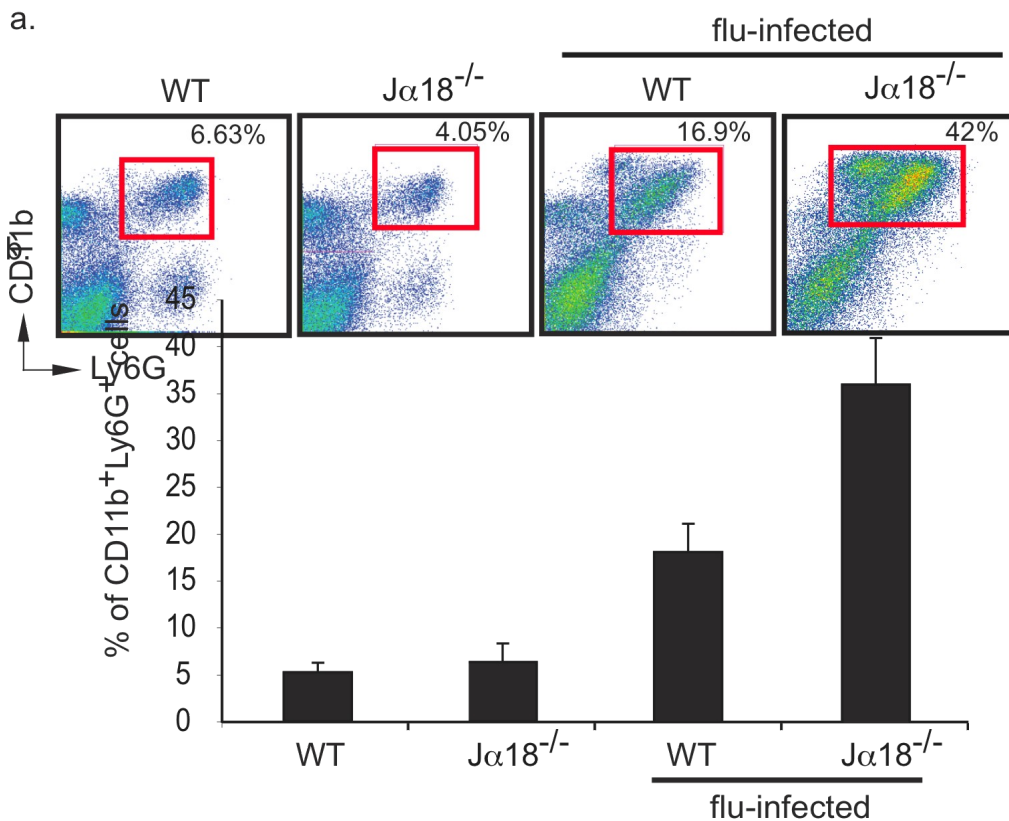 a.
flu-infected
WT Jα18-/- WT Jα18-/-
6.63% 4.05% 16.9% 42%
CD11b
Ly6G
% of CD11b+Ly6G+ cells
45
40
35
30
25
20
15
10
5
0
WT Jα18-/- WT Jα18-/-
flu-infected